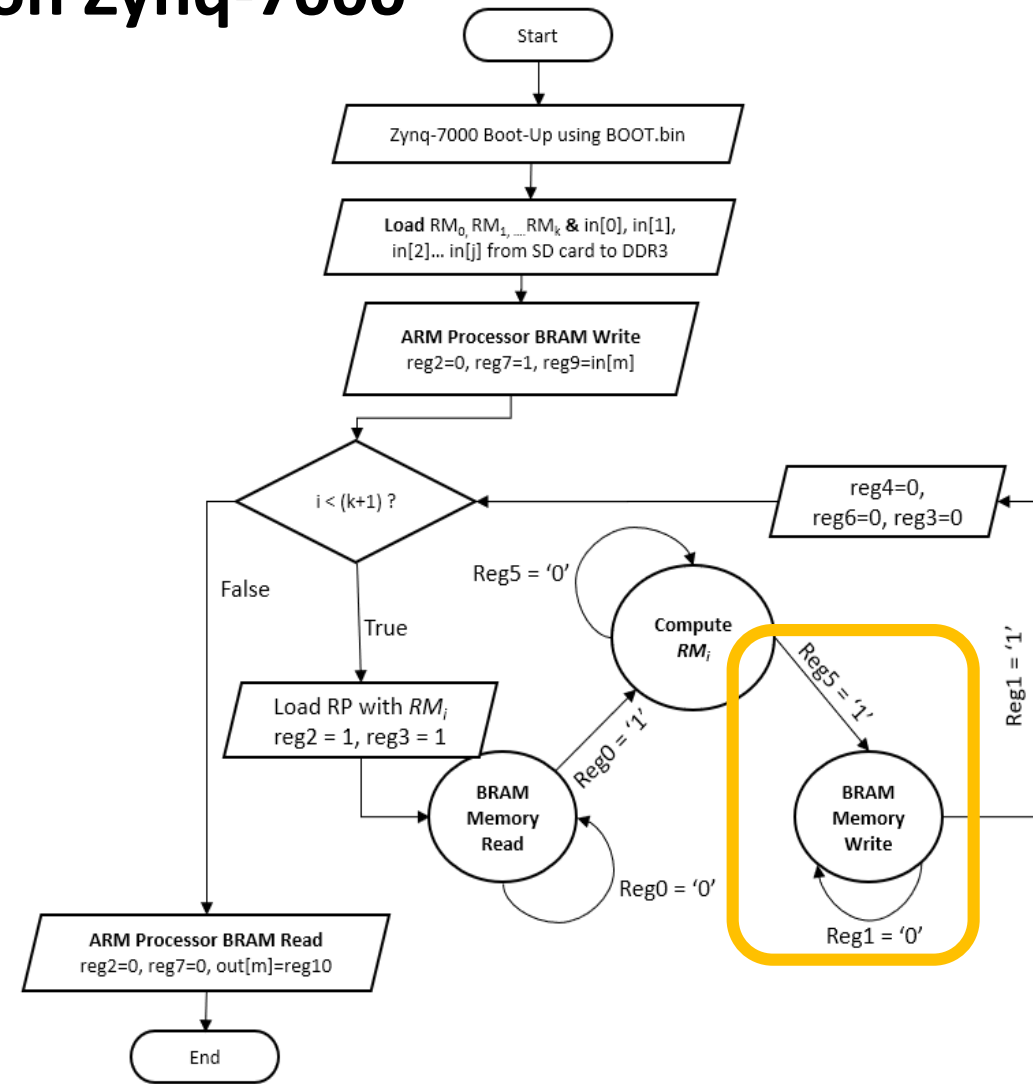 on Zynq-7000
Start
Zynq-7000 Boot-Up using BOOT.bin
Load RM0, RM1, ....RMk & in[0], in[1],
in[2]... in[j] from SD card to DDR3
ARM Processor BRAM Write
reg2=0, reg7=1, reg9=in[m]
i < (k+1) ?
reg4=0,
reg6=0, reg3=0
False
True
Reg5 = ‘0’
Compute
RMi
Reg5 = ‘1’
Reg1 = ‘1’
Load RP with RMi
reg2 = 1, reg3 = 1
Reg0 = ‘1’
BRAM
Memory
Read
BRAM
Memory
Write
Reg0 = ‘0’
Reg1 = ‘0’
ARM Processor BRAM Read
reg2=0, reg7=0, out[m]=reg10
End